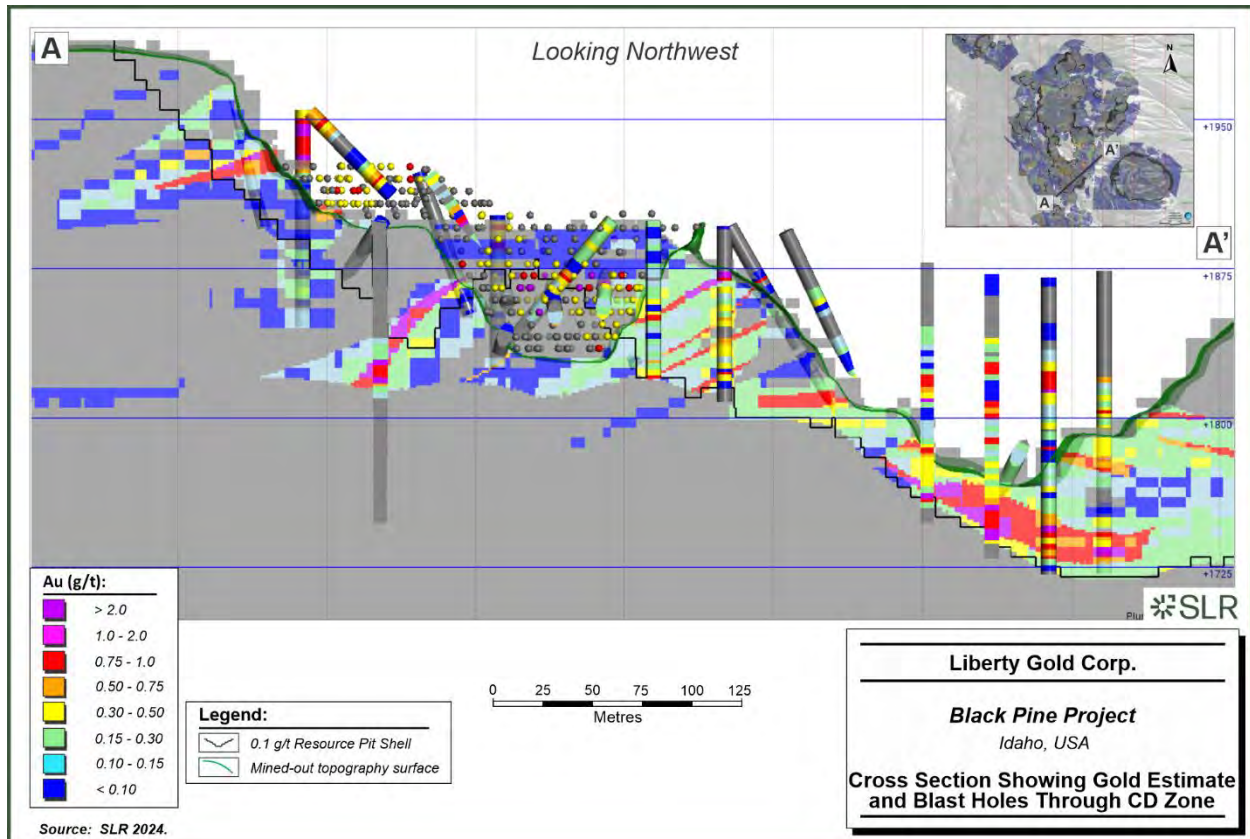 A
Looking Northwest
N
A'
A
A'
+1950
+1875
+1800
+1725
SLR
Au (g/t):
> 2.0
1.0 - 2.0
0.75 - 1.0
0.50 - 0.75
0.30 - 0.50
0.15 - 0.30
0.10 - 0.15
< 0.10
Legend:
0.1 g/t Resource Pit Shell
Mined-out topography surface
0 25 50 75 100 125
Metres
Liberty Gold Corp.
Black Pine Project
Idaho, USA
Cross Section Showing Gold Estimate
and Blast Holes Through CD Zone
Source: SLR 2024.